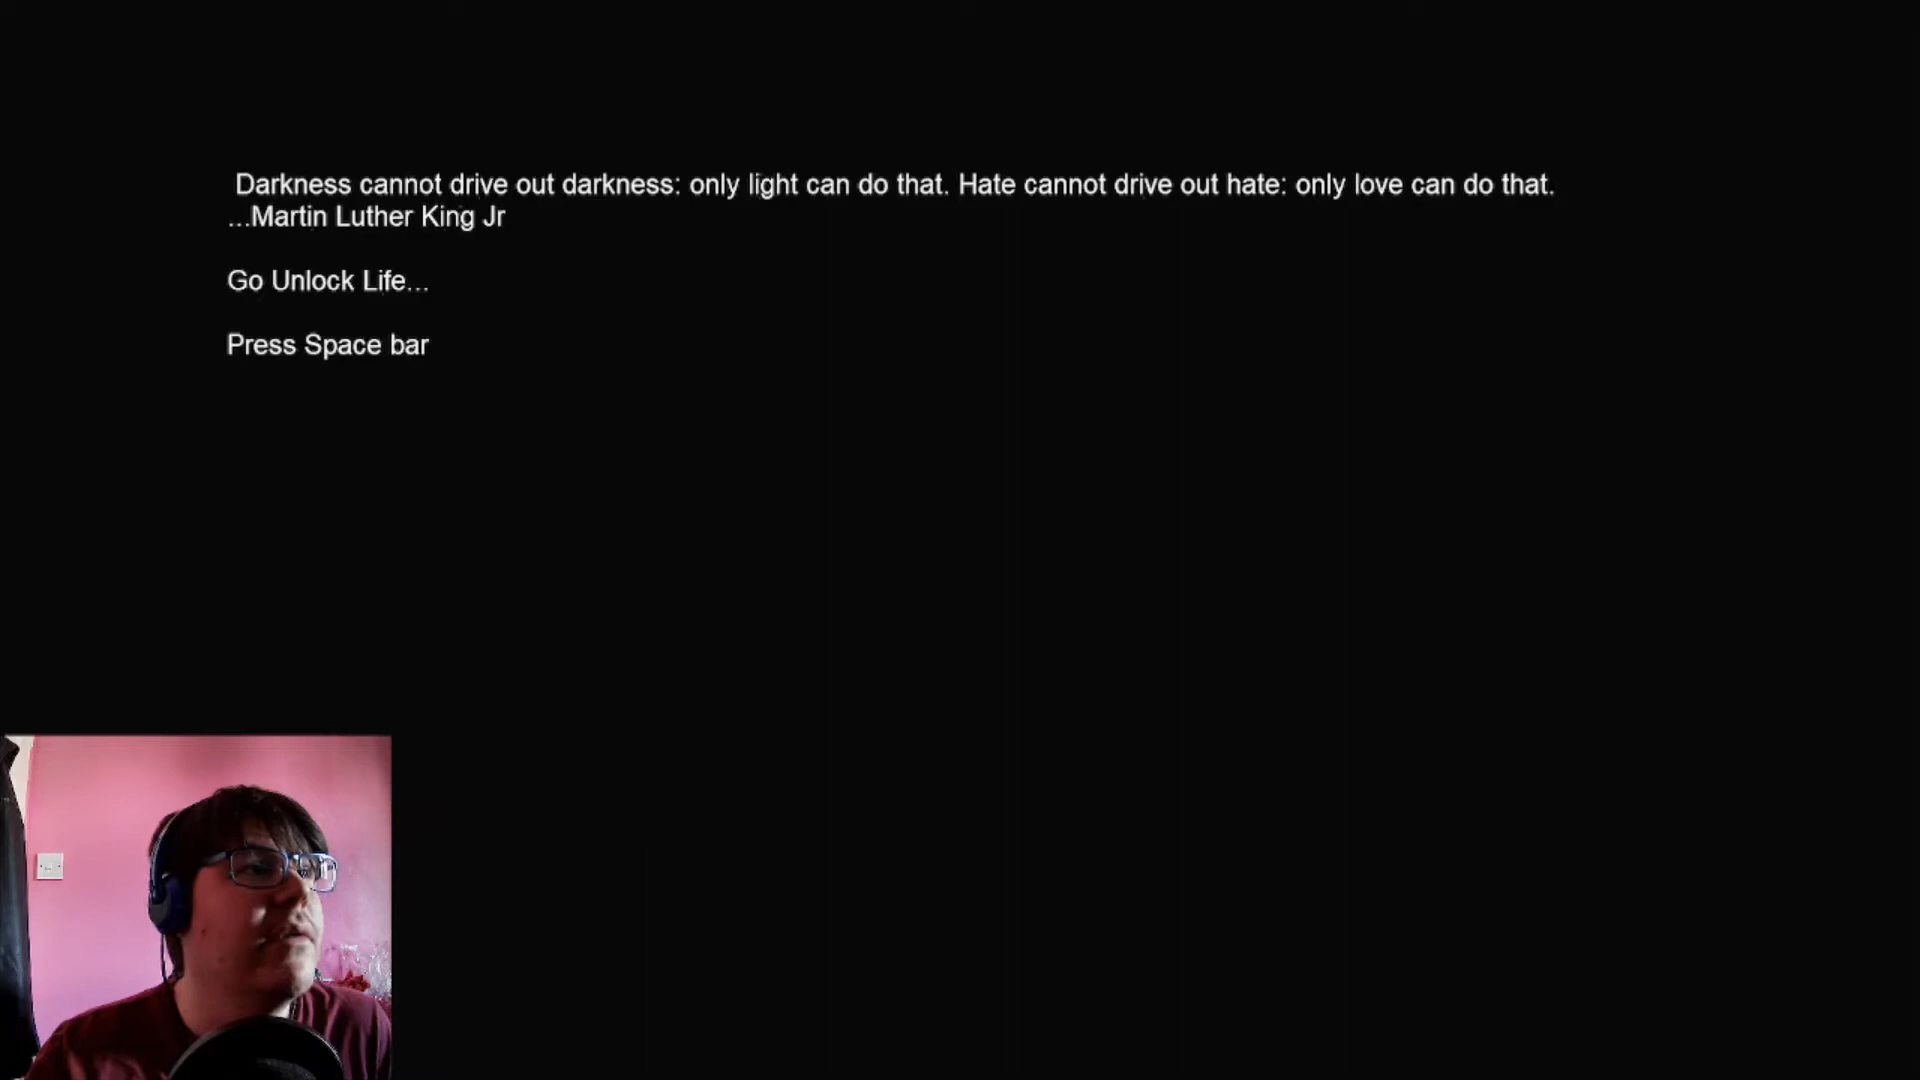 Darkness cannot drive out darkness: only light can do that. Hate cannot drive out hate: only love can do that.
...Martin Luther King Jr
Go Unlock Life...
Press Space bar